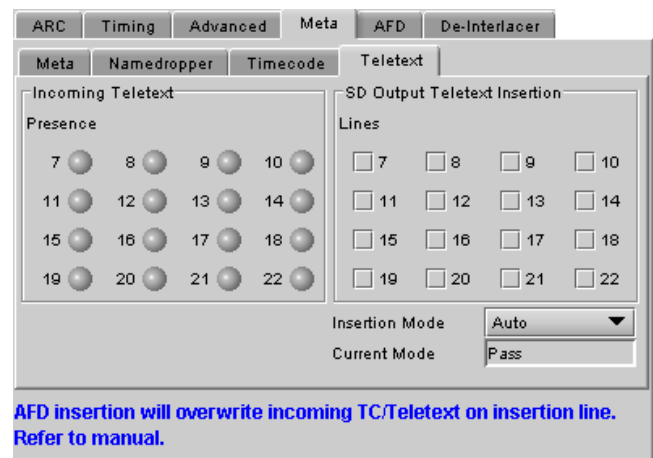 ARC Timing Advanced Meta AFD De-Interlacer
Meta Namedropper Timecode Teletext
Incoming Teletext
Presence
7 8 9 10
11 12 13 14
15 16 17 18
19 20 21 22
SD Output Teletext Insertion
Lines
7 8 9 10
11 12 13 14
15 16 17 18
19 20 21 22
Insertion Mode Auto
Current Mode Pass
AFD insertion will overwrite incoming TC/Teletext on insertion line.
Refer to manual.